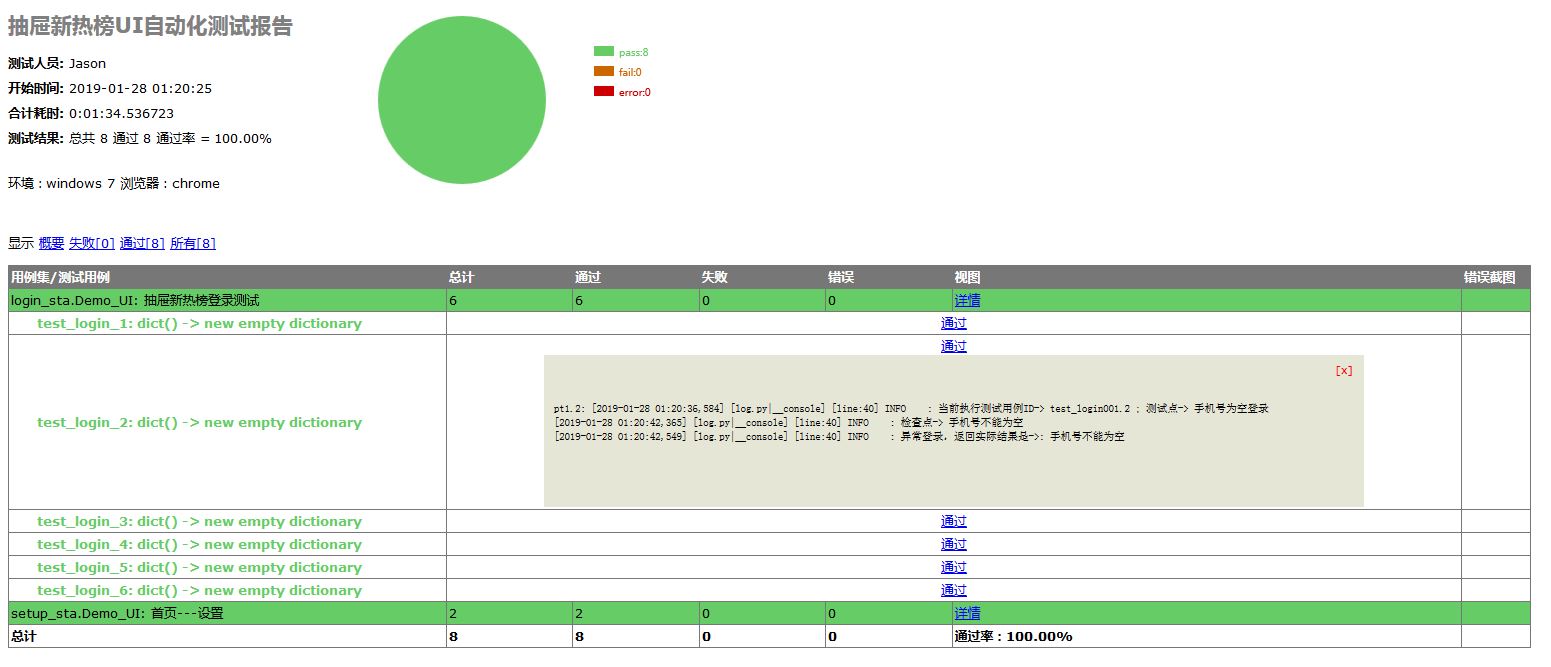 抽屉新热榜UI自动化测试报告
测试人员: Jason
开始时间: 2019-01-28 01:20:25
合计耗时: 0:01:34.536723
测试结果: 总共 8 通过 8 通过率 = 100.00%
环境：windows 7 浏览器：chrome
pass:8
fail:0
error:0
显示 概要 失败[0] 通过[8] 所有[8]
用例集/测试用例 总计 通过 失败 错误 视图 错误截图
login_sta.Demo_UI: 抽屉新热榜登录测试 6 6 0 0 详情
test_login_1: dict() -> new empty dictionary 通过
test_login_2: dict() -> new empty dictionary 通过
[x]
pt1.2: [2019-01-28 01:20:36,584] [log.py|__console] [line:40] INFO : 当前执行测试用例ID-> test_login001.2 ; 测试点-> 手机号为空登录
[2019-01-28 01:20:42,365] [log.py|__console] [line:40] INFO : 检查点-> 手机号不能为空
[2019-01-28 01:20:42,549] [log.py|__console] [line:40] INFO : 异常登录，返回实际结果是->: 手机号不能为空
test_login_3: dict() -> new empty dictionary 通过
test_login_4: dict() -> new empty dictionary 通过
test_login_5: dict() -> new empty dictionary 通过
test_login_6: dict() -> new empty dictionary 通过
setup_sta.Demo_UI: 首页---设置 2 2 0 0 详情
总计 8 8 0 0 通过率：100.00%